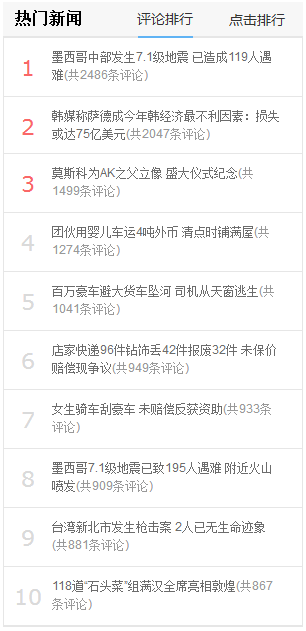 热门新闻 评论排行 点击排行
1 墨西哥中部发生7.1级地震 已造成119人遇
难(共2486条评论)
2 韩媒称萨德成今年韩经济最不利因素：损失
或达75亿美元(共2047条评论)
3 莫斯科为AK之父立像 盛大仪式纪念(共
1499条评论)
4 团伙用婴儿车运4吨外币 清点时铺满屋(共
1274条评论)
5 百万豪车避大货车坠河 司机从天窗逃生(共
1041条评论)
6 店家快递96件钻饰丢42件报废32件 未保价
赔偿现争议(共949条评论)
7 女生骑车刮豪车 未赔偿反获资助(共933条
评论)
8 墨西哥7.1级地震已致195人遇难 附近火山
喷发(共909条评论)
9 台湾新北市发生枪击案 2人已无生命迹象
(共881条评论)
10 118道“石头菜”组满汉全席亮相敦煌(共867
条评论)